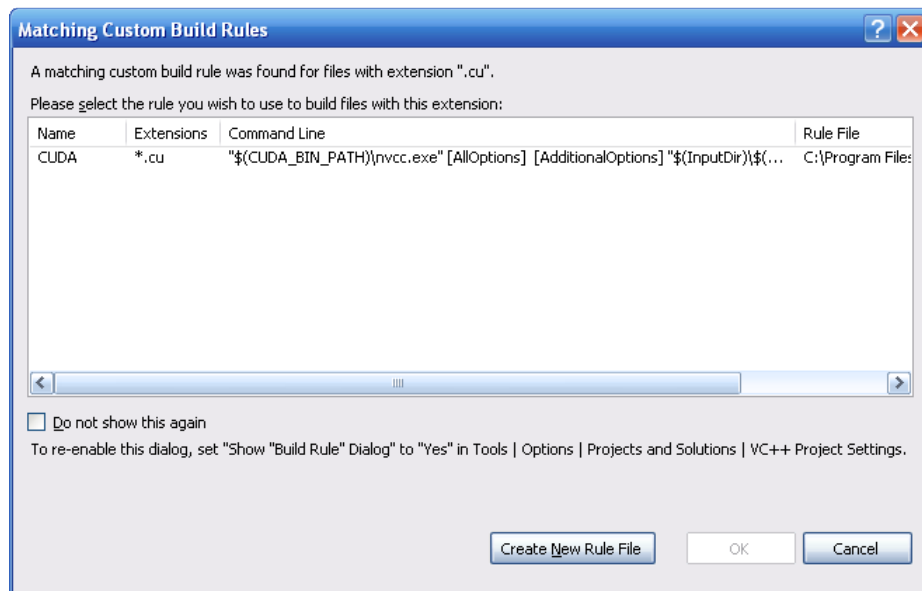 Matching Custom Build Rules
A matching custom build rule was found for files with extension ".cu".
Please select the rule you wish to use to build files with this extension:
Name Extensions Command Line Rule File
CUDA *.cu "$(CUDA_BIN_PATH)\nvcc.exe" [AllOptions] [AdditionalOptions] "$(InputDir)\$(... C:\Program Files
Do not show this again
To re-enable this dialog, set "Show "Build Rule" Dialog" to "Yes" in Tools | Options | Projects and Solutions | VC++ Project Settings.
Create New Rule File OK Cancel